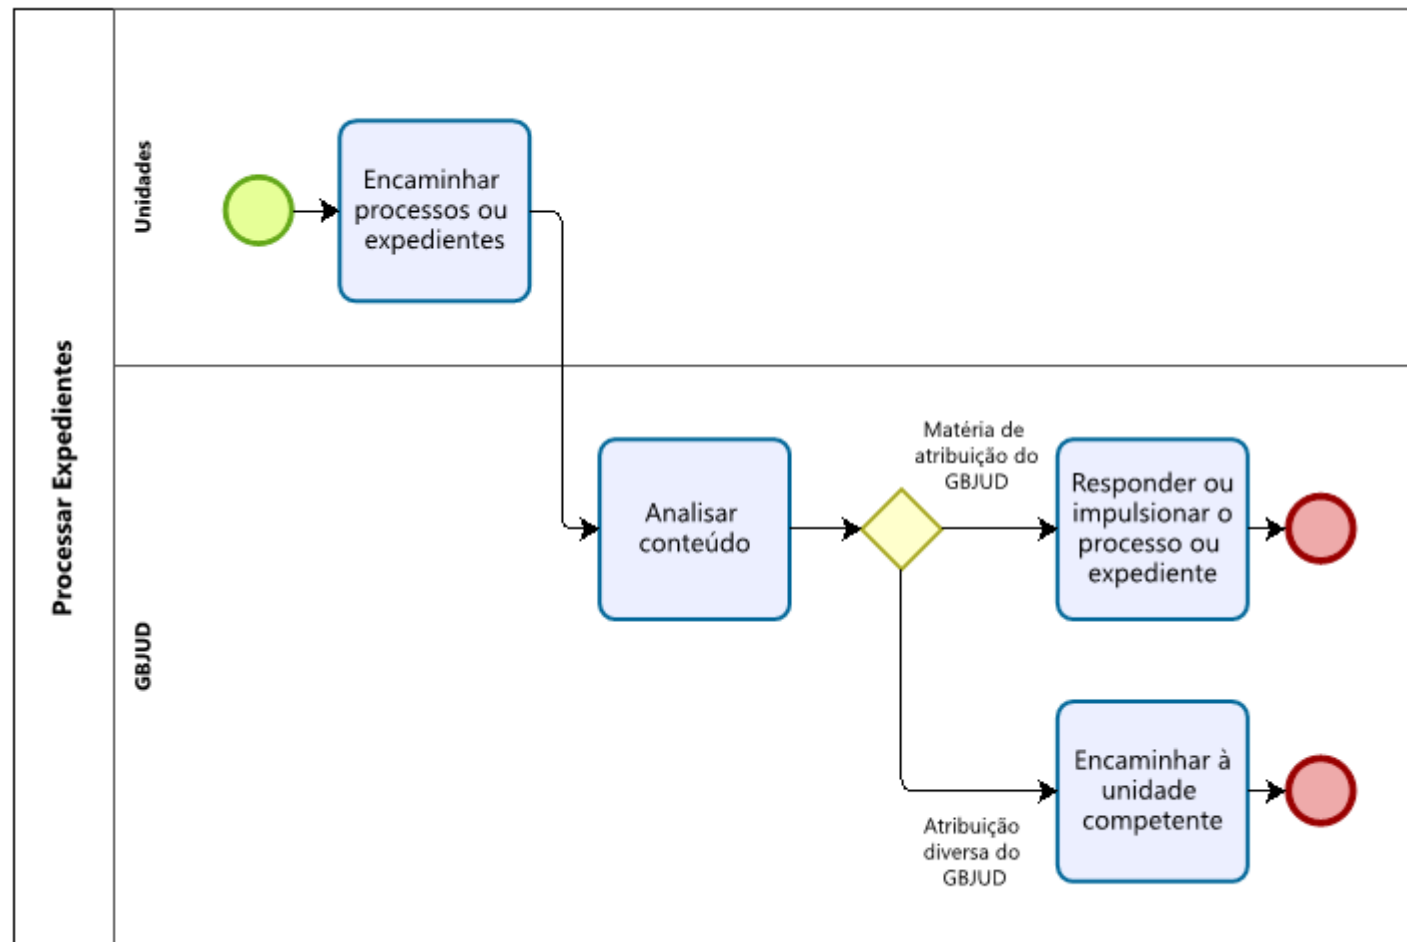 Processar Expedientes
Unidades
Encaminhar
processos ou
expedientes
GBJUD
Analisar
conteúdo
Matéria de
atribuição do
GBJUD
Responder ou
impulsionar o
processo ou
expediente
Atribuição
diversa do
GBJUD
Encaminhar à
unidade
competente